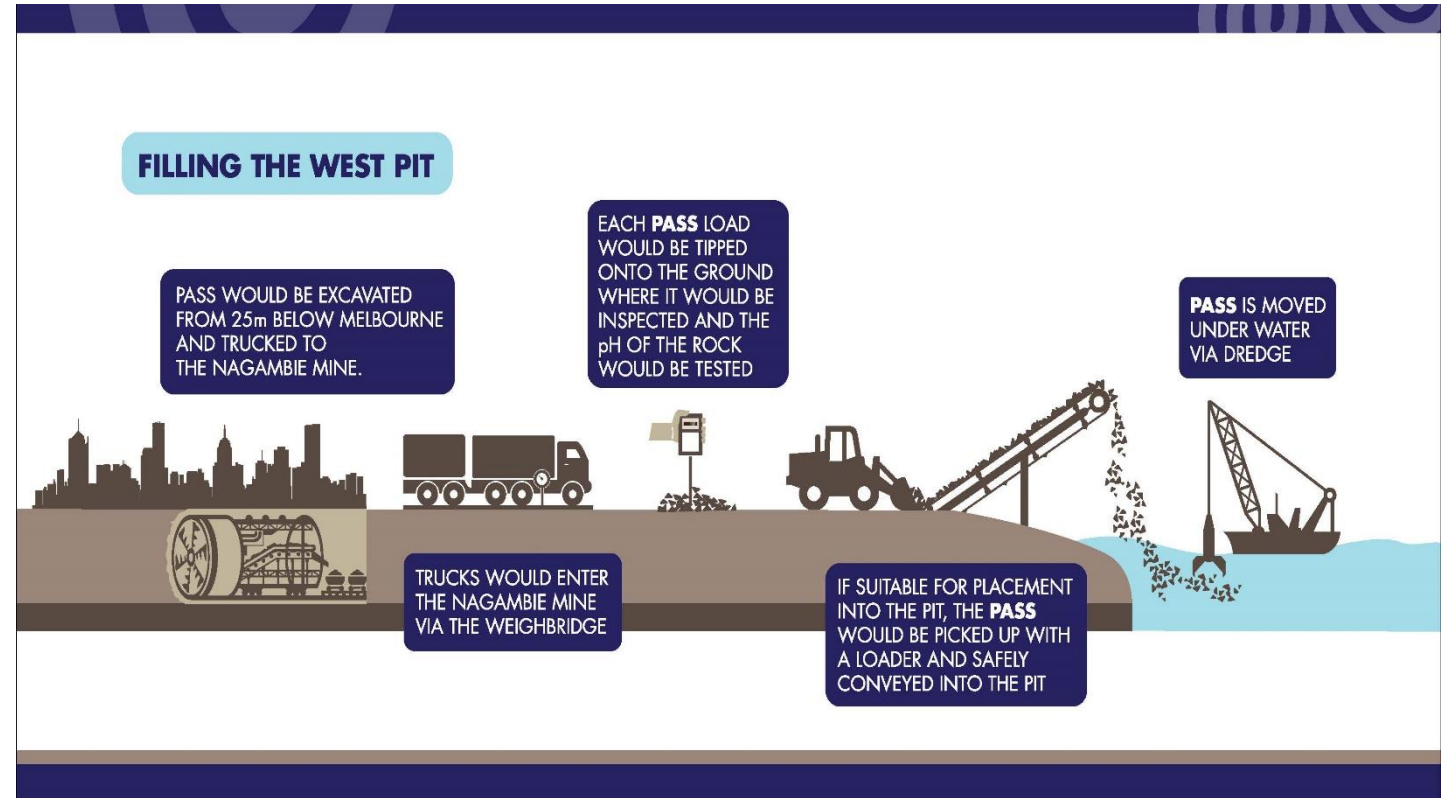 FILLING THE WEST PIT
PASS WOULD BE EXCAVATED
FROM 25m BELOW MELBOURNE
AND TRUCKED TO
THE NAGAMBIE MINE.
TRUCKS WOULD ENTER
THE NAGAMBIE MINE
VIA THE WEIGHBRIDGE
EACH PASS LOAD
WOULD BE TIPPED
ONTO THE GROUND
WHERE IT WOULD BE
INSPECTED AND THE
pH OF THE ROCK
WOULD BE TESTED
IF SUITABLE FOR PLACEMENT
INTO THE PIT, THE PASS
WOULD BE PICKED UP WITH
A LOADER AND SAFELY
CONVEYED INTO THE PIT
PASS IS MOVED
UNDER WATER
VIA DREDGE